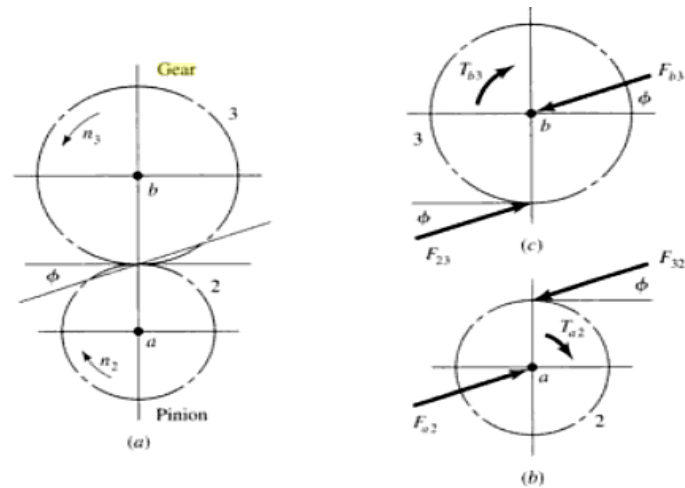 Gear
3
n3
b
ϕ
2
a
n2
Pinion
(a)
Tb3
Fb3
ϕ
b
3
ϕ
F23
(c)
F32
ϕ
Ta2
a
Fa2
2
(b)